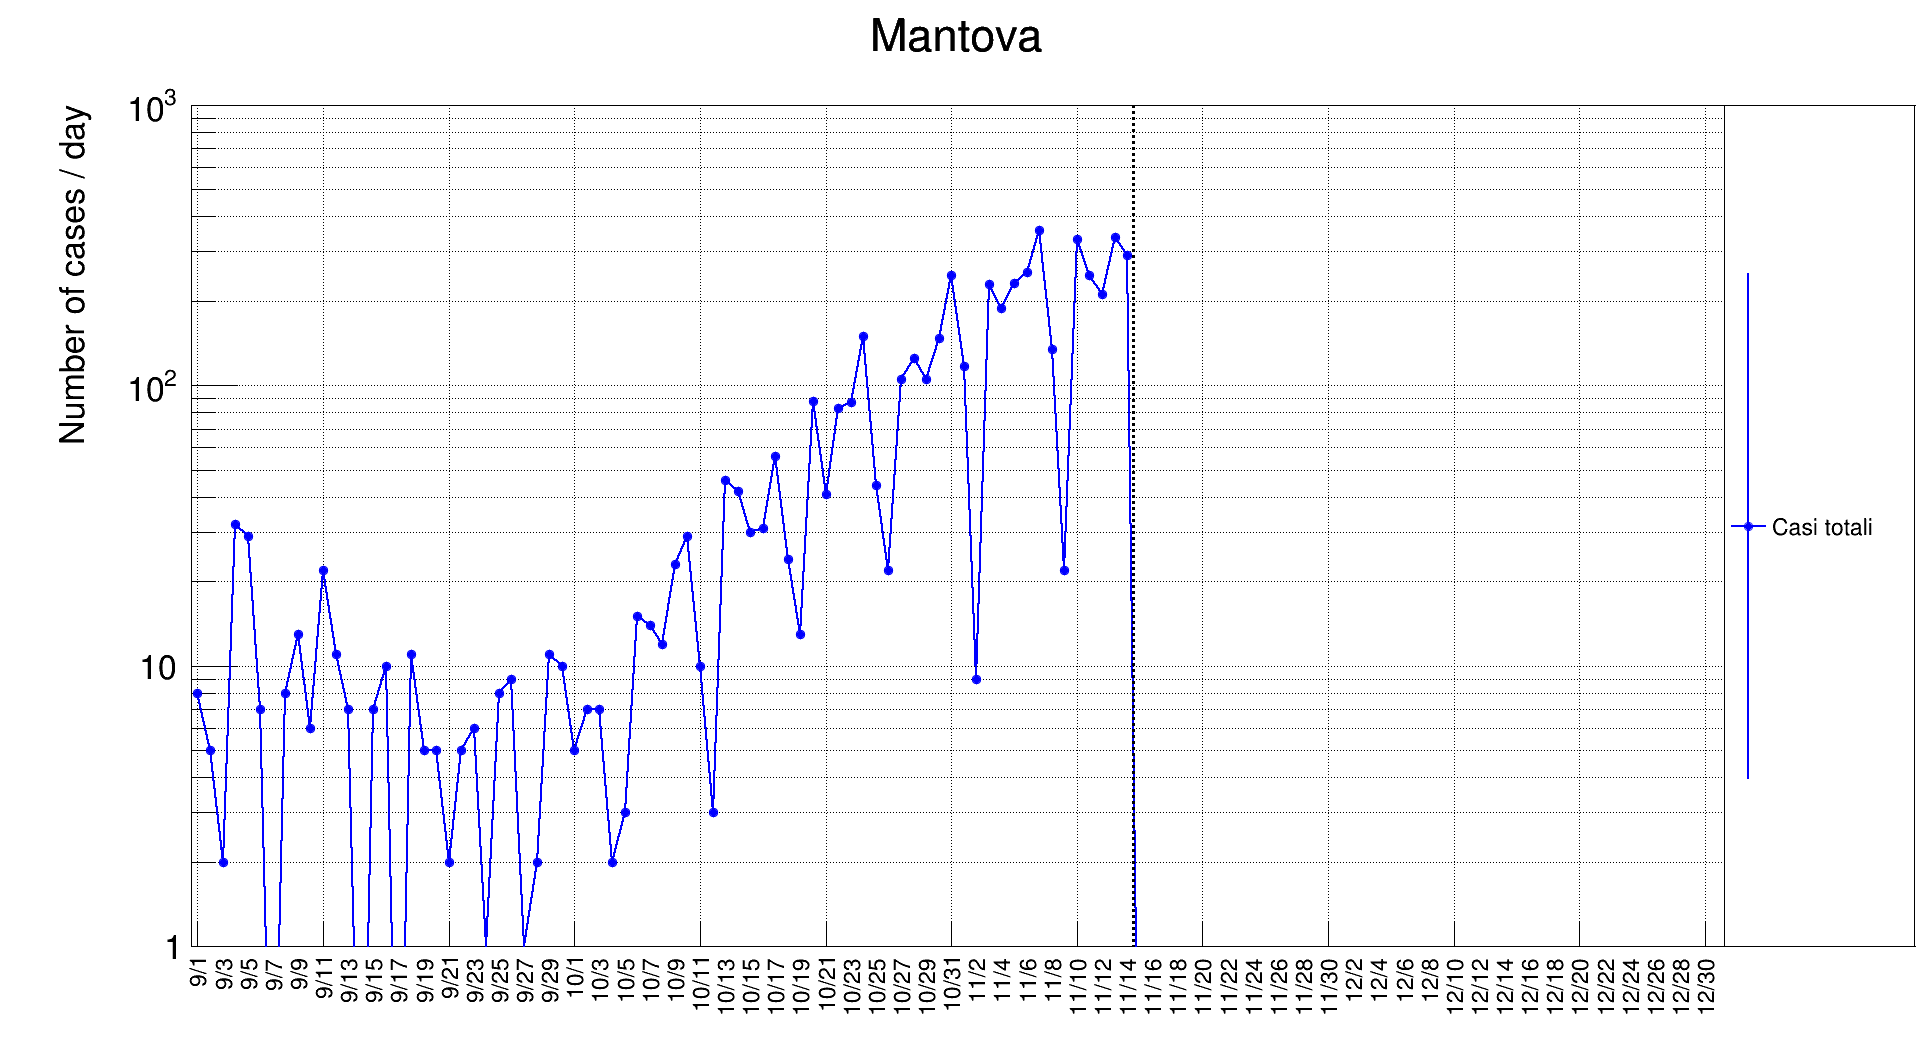 Mantova
Number of cases / day
10³
10²
10
1
9/1 9/3 9/5 9/7 9/9 9/11 9/13 9/15 9/17 9/19 9/21 9/23 9/25 9/27 9/29 10/1 10/3 10/5 10/7 10/9 10/11 10/13 10/15 10/17 10/19 10/21 10/23 10/25 10/27 10/29 10/31 11/2 11/4 11/6 11/8 11/10 11/12 11/14 11/16 11/18 11/20 11/22 11/24 11/26 11/28 11/30 12/2 12/4 12/6 12/8 12/10 12/12 12/14 12/16 12/18 12/20 12/22 12/24 12/26 12/28 12/30
Casi totali